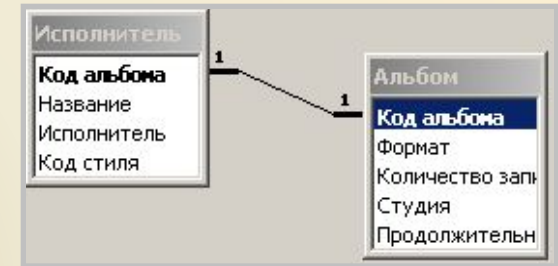 Исполнитель
Код альбома
Название
Исполнитель
Код стиля
1
1
Альбом
Код альбома
Формат
Количество запи
Студия
Продолжительн